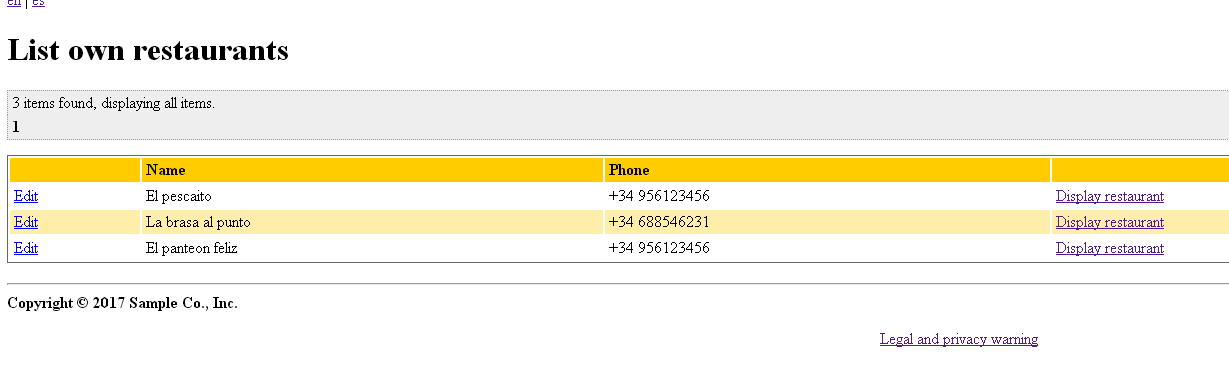 en | es
List own restaurants
3 items found, displaying all items.
1
Name Phone
Edit El pescaito +34 956123456 Display restaurant
Edit La brasa al punto +34 688546231 Display restaurant
Edit El panteon feliz +34 956123456 Display restaurant
Copyright © 2017 Sample Co., Inc.
Legal and privacy warning